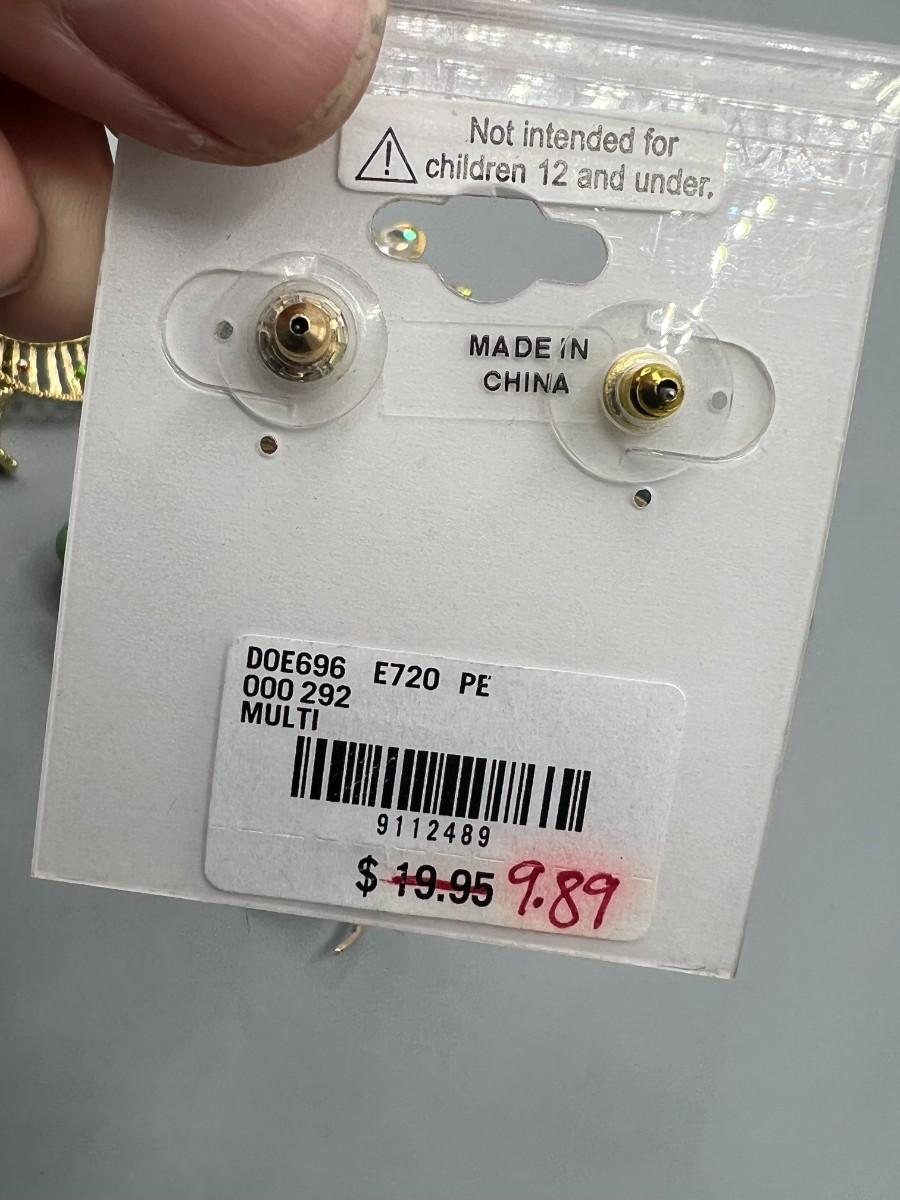 Not intended for
children 12 and under.
MADE IN
CHINA
DOE696 E720 PE
000 292
MULTI
9112489
$ 19.95 9.89